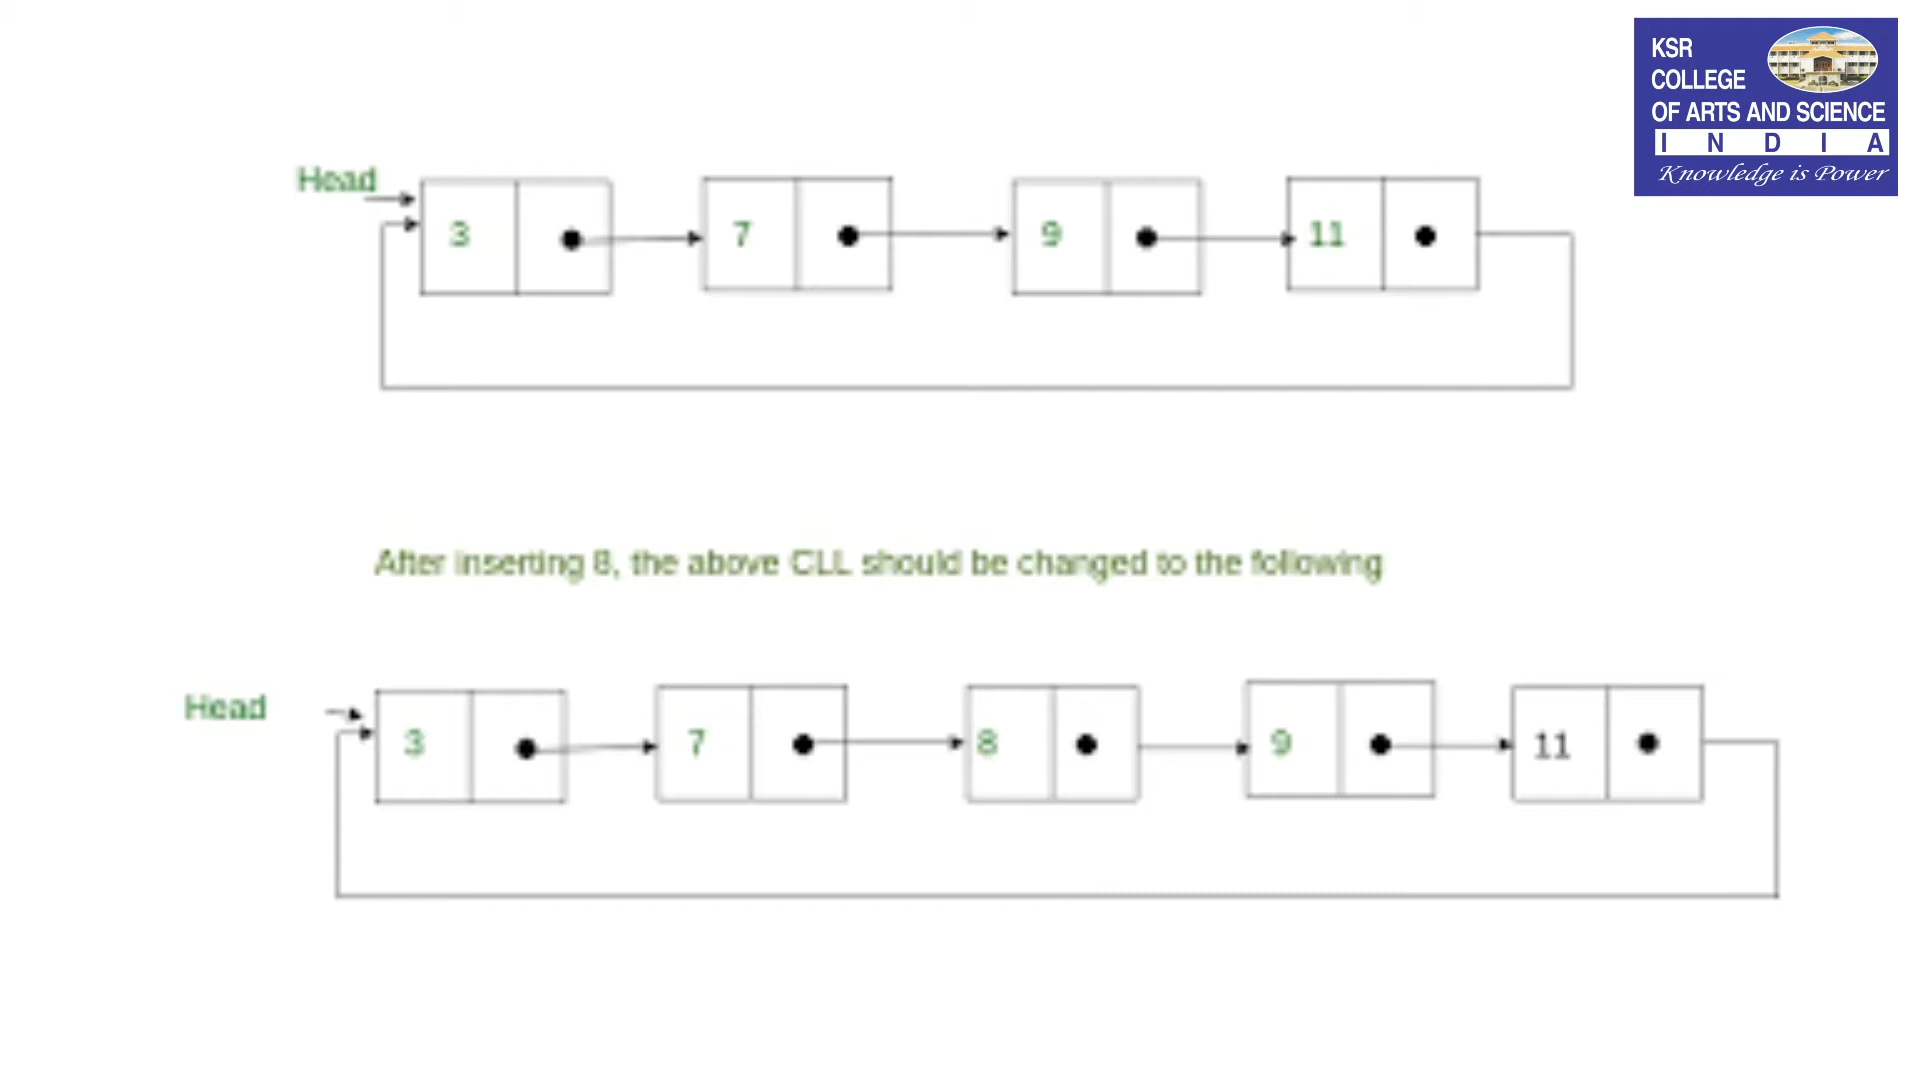 KSR
COLLEGE
OF ARTS AND SCIENCE
I N D I A
Knowledge is Power
Head
3 7 9 11
After inserting 8, the above CLL should be changed to the following
Head
3 7 8 9 11